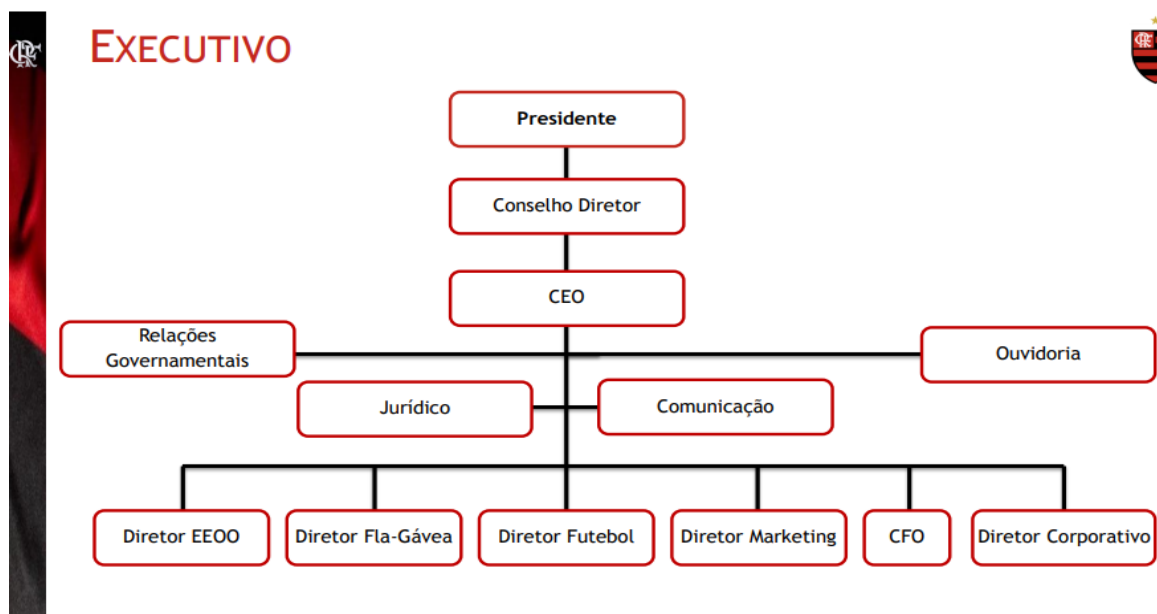 EXECUTIVO
Presidente
Conselho Diretor
CEO
Relações
Governamentais
Ouvidoria
Jurídico
Comunicação
Diretor EEOO
Diretor Fla-Gávea
Diretor Futebol
Diretor Marketing
CFO
Diretor Corporativo